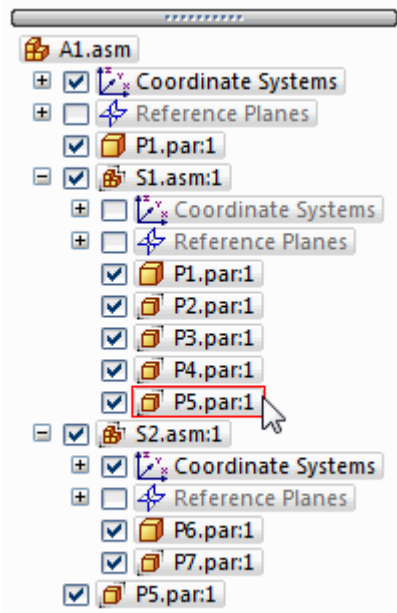 A1.asm
Coordinate Systems
Reference Planes
P1.par:1
S1.asm:1
Coordinate Systems
Reference Planes
P1.par:1
P2.par:1
P3.par:1
P4.par:1
P5.par:1
S2.asm:1
Coordinate Systems
Reference Planes
P6.par:1
P7.par:1
P5.par:1